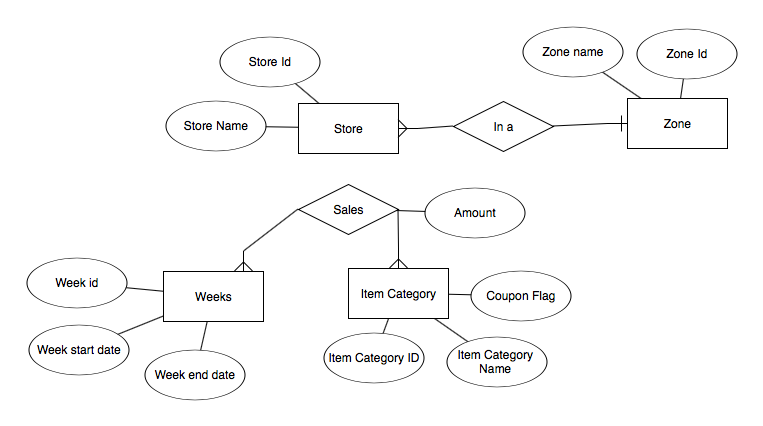 Zone name
Zone Id
Store Id
Store Name
Store
In a
Zone
Sales
Amount
Week id
Weeks
Item Category
Coupon Flag
Week start date
Week end date
Item Category ID
Item Category
Name